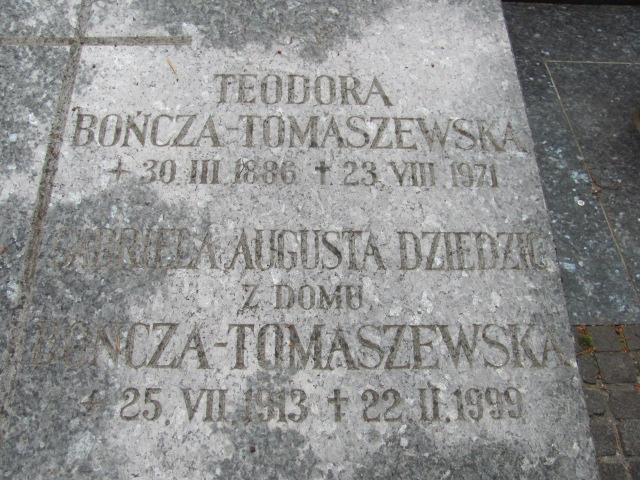 TEODORA
BOŃCZA-TOMASZEWSKA
+ 30. III 1886 + 23. VIII 1971
GABRIELA AUGUSTA DZIEDZIC
Z DOMU
BOŃCZA-TOMASZEWSKA
+ 25. VII 1913 + 22. II. 1999